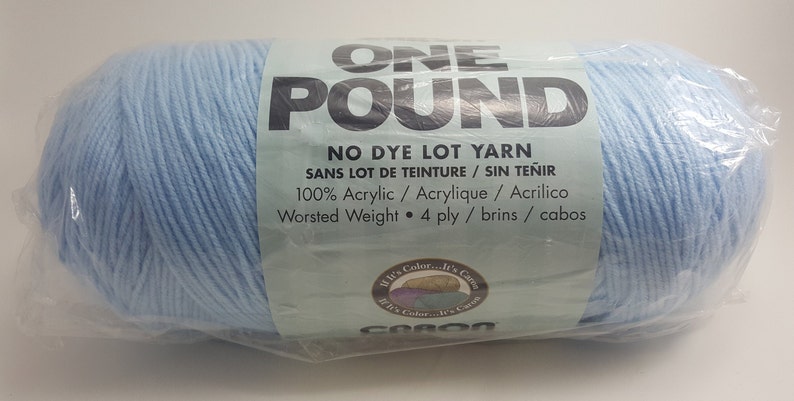 ONE
POUND
NO DYE LOT YARN
SANS LOT DE TEINTURE / SIN TEÑIR
100% Acrylic / Acrylique / Acrilico
Worsted Weight • 4 ply / brins / cabos
If It's Color...It's Caron
If It's Color...It's Caron
CARON